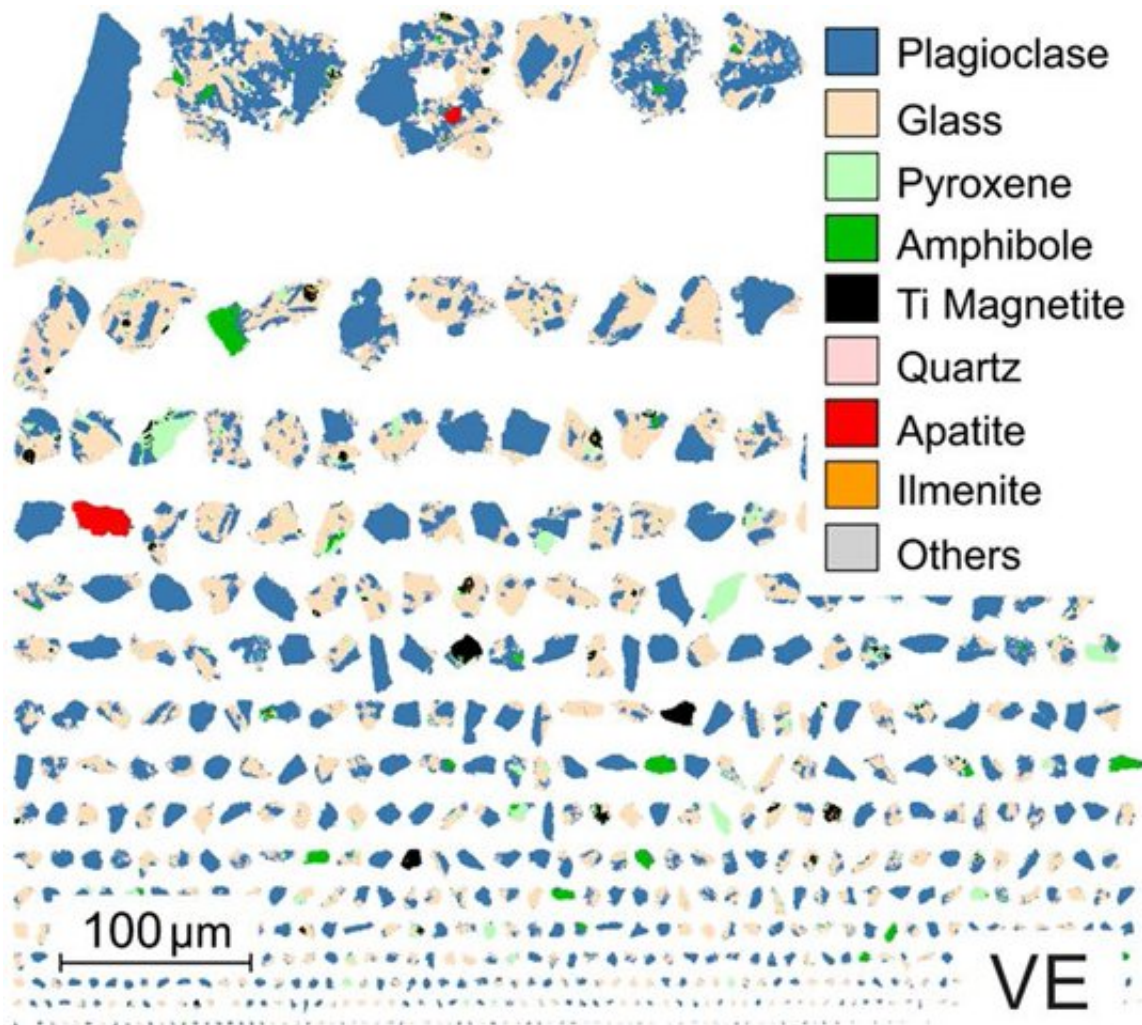 Plagioclase
Glass
Pyroxene
Amphibole
Ti Magnetite
Quartz
Apatite
Ilmenite
Others
100 µm
VE